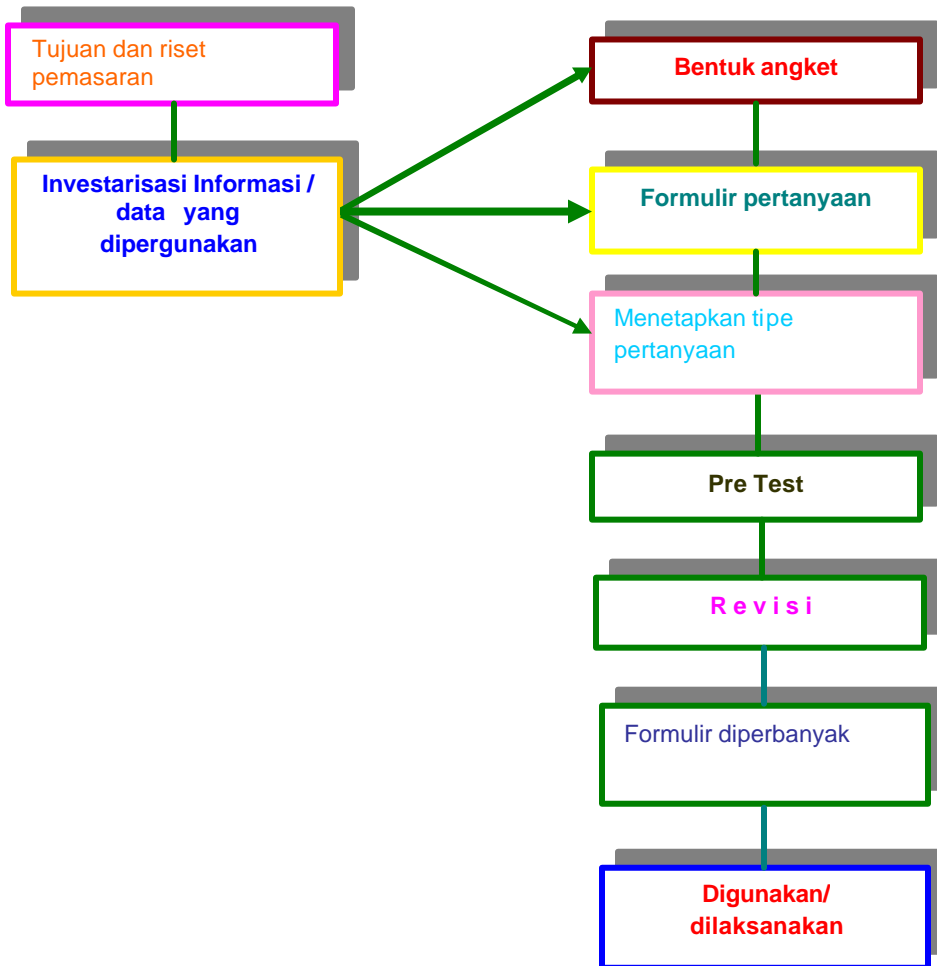 Tujuan dan riset
pemasaran
Investarisasi Informasi /
data yang
dipergunakan
Bentuk angket
Formulir pertanyaan
Menetapkan tipe
pertanyaan
Pre Test
R e v i s i
Formulir diperbanyak
Digunakan/
dilaksanakan